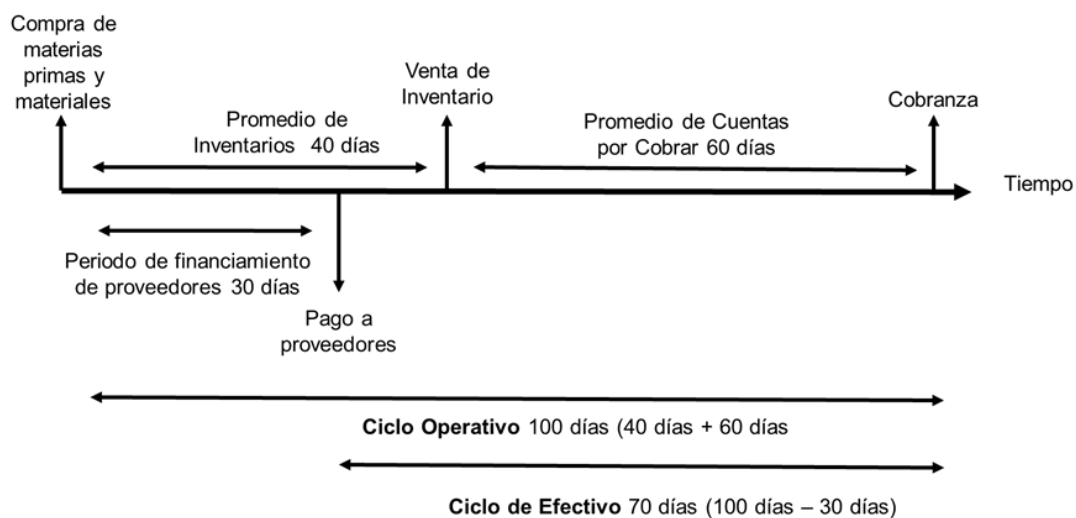 Compra de
materias
primas y
materiales
Venta de
Inventario
Cobranza
Promedio de
Inventarios 40 días
Promedio de Cuentas
por Cobrar 60 días
Tiempo
Periodo de financiamiento
de proveedores 30 días
Pago a
proveedores
Ciclo Operativo 100 días (40 días + 60 días
Ciclo de Efectivo 70 días (100 días – 30 días)